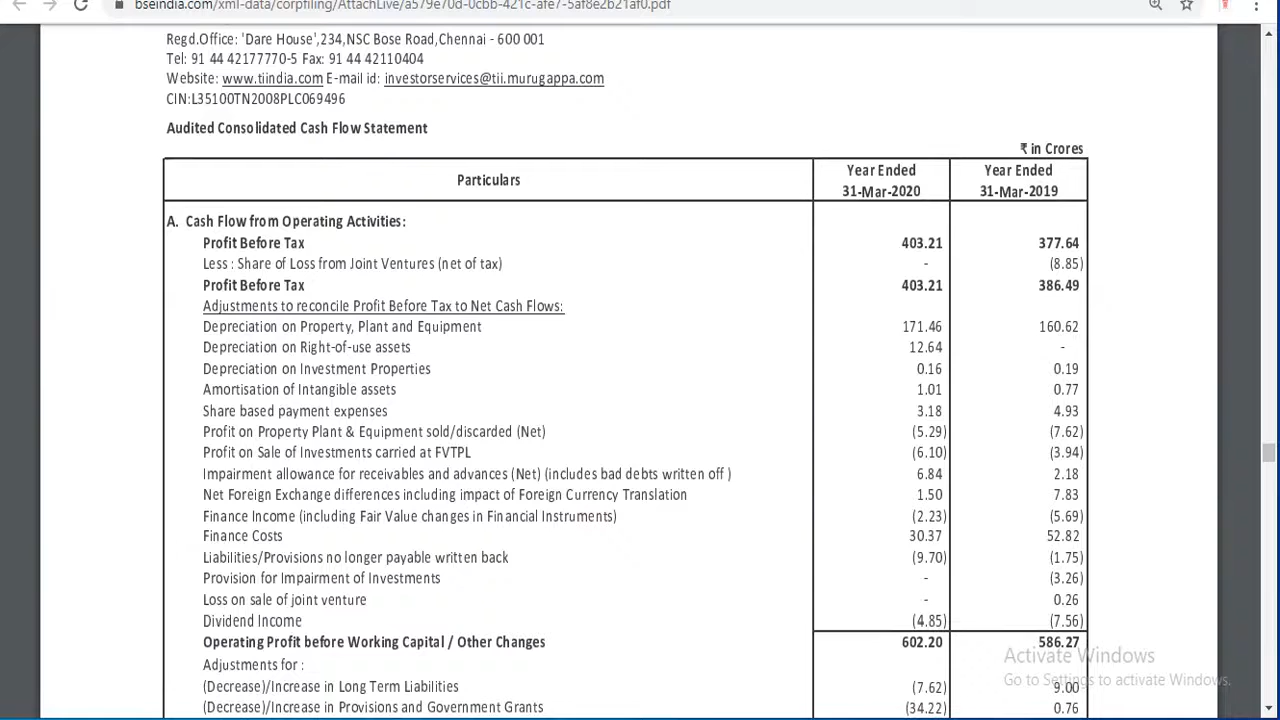 bseindia.com/xml-data/corpfiling/AttachLive/a579e70d-0cbb-421c-afe7-5af8e2b21af0.pdf
Regd.Office: 'Dare House',234,NSC Bose Road,Chennai - 600 001
Tel: 91 44 42177770-5 Fax: 91 44 42110404
Website: www.tiindia.com E-mail id: investorservices@tii.murugappa.com
CIN:L35100TN2008PLC069496
Audited Consolidated Cash Flow Statement
₹ in Crores
Particulars Year Ended 31-Mar-2020 Year Ended 31-Mar-2019
A. Cash Flow from Operating Activities:
Profit Before Tax 403.21 377.64
Less : Share of Loss from Joint Ventures (net of tax) - (8.85)
Profit Before Tax 403.21 386.49
Adjustments to reconcile Profit Before Tax to Net Cash Flows:
Depreciation on Property, Plant and Equipment 171.46 160.62
Depreciation on Right-of-use assets 12.64 -
Depreciation on Investment Properties 0.16 0.19
Amortisation of Intangible assets 1.01 0.77
Share based payment expenses 3.18 4.93
Profit on Property Plant & Equipment sold/discarded (Net) (5.29) (7.62)
Profit on Sale of Investments carried at FVTPL (6.10) (3.94)
Impairment allowance for receivables and advances (Net) (includes bad debts written off ) 6.84 2.18
Net Foreign Exchange differences including impact of Foreign Currency Translation 1.50 7.83
Finance Income (including Fair Value changes in Financial Instruments) (2.23) (5.69)
Finance Costs 30.37 52.82
Liabilities/Provisions no longer payable written back (9.70) (1.75)
Provision for Impairment of Investments - (3.26)
Loss on sale of joint venture - 0.26
Dividend Income (4.85) (7.56)
Operating Profit before Working Capital / Other Changes 602.20 586.27
Adjustments for :
(Decrease)/Increase in Long Term Liabilities (7.62) 9.00
(Decrease)/Increase in Provisions and Government Grants (34.22) 0.76
Activate Windows
Go to Settings to activate Windows.